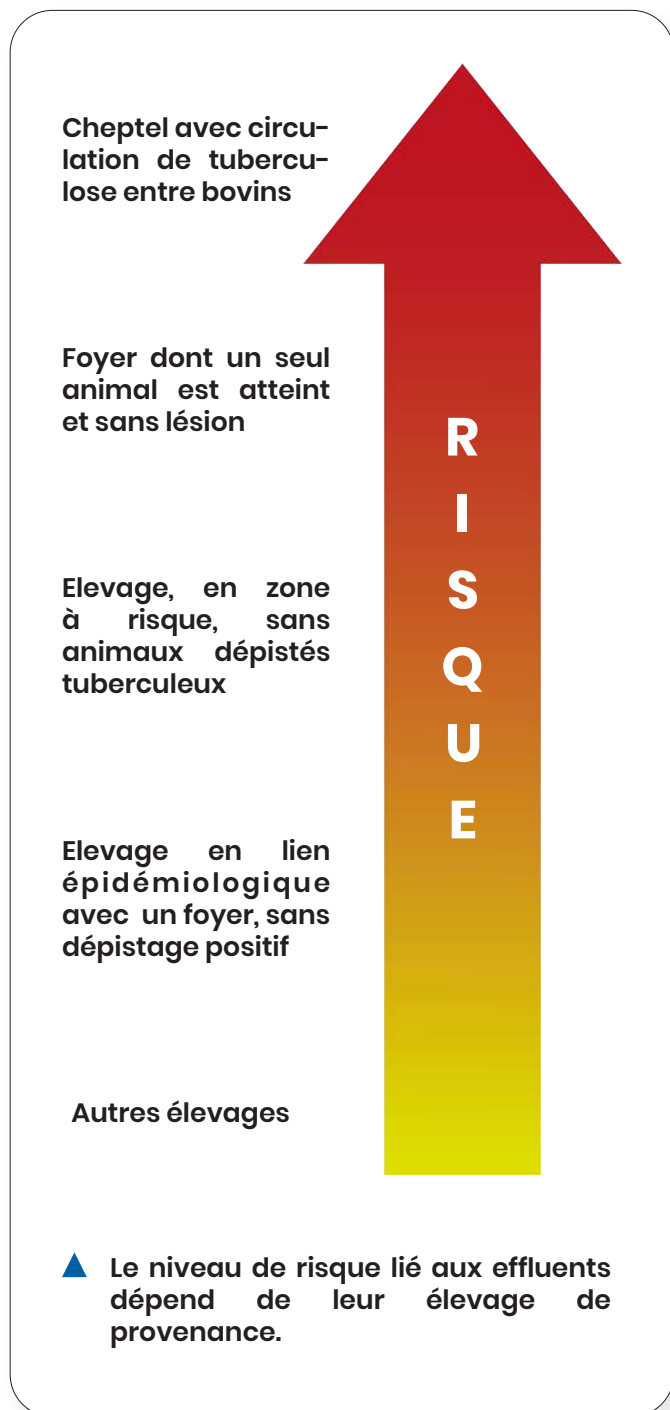 Cheptel avec circu-
lation de tubercu-
lose entre bovins
Foyer dont un seul
animal est atteint
et sans lésion
Elevage, en zone
à risque, sans
animaux dépistés
tuberculeux
Elevage en lien
épidémiologique
avec un foyer, sans
dépistage positif
Autres élevages
R
I
S
Q
U
E
Le niveau de risque lié aux effluents
dépend de leur élevage de
provenance.